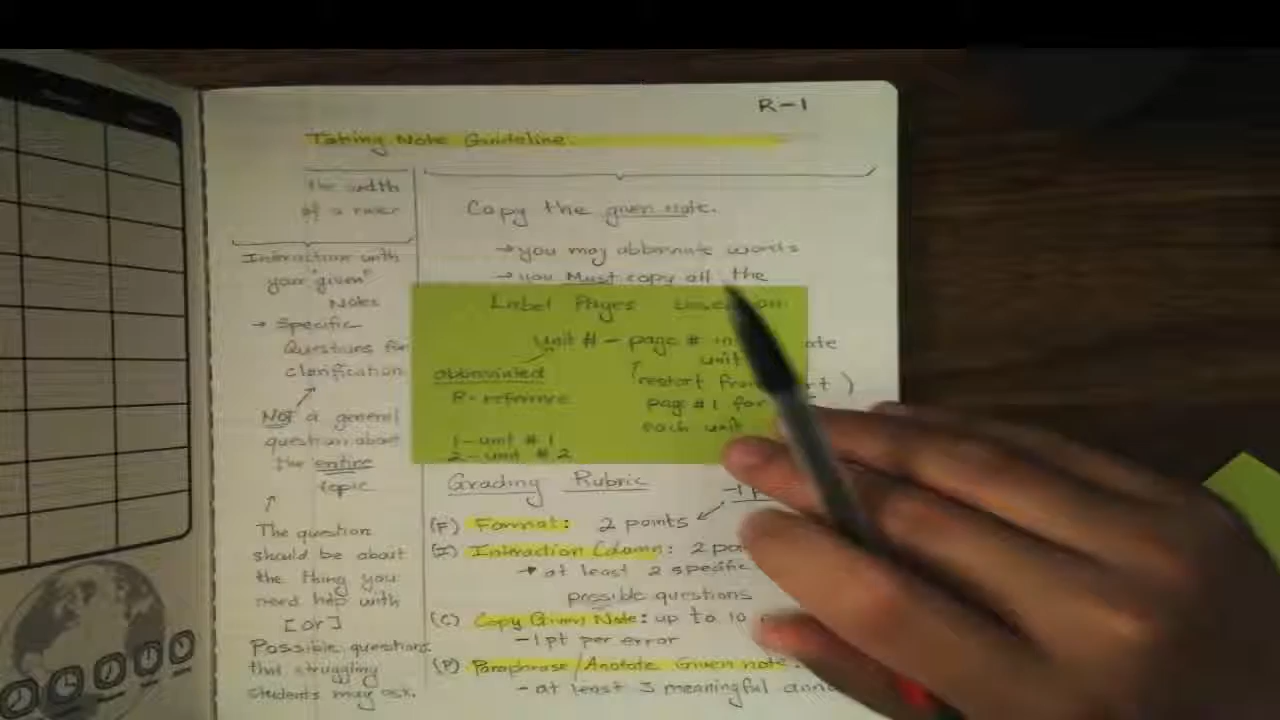 R-1
Taking Note Guideline:
the width
of a ruler
Copy the given note.
→ you may abbreviate words
→ you Must copy all the
Interaction with
your "given"
Notes
→ Specific
Questions for
clarification
Not a general
question about
the entire
topic
The question
should be about
the thing you
need help with
[or]
Possible questions
that struggling
students may ask.
Label Pages
unit # - page # in
unit
abbreviated
R- reference
restart from
page #1 for
each unit
1- unit #1
2- unit #2
Grading Rubric
(F) Format: 2 points
(I) Interaction Column: 2
→ at least 2 specific
possible questions
(C) Copy Given Note: up to 10
-1pt per error
(P) Paraphrase/Anotate Given note.
- at least 3 meaningful